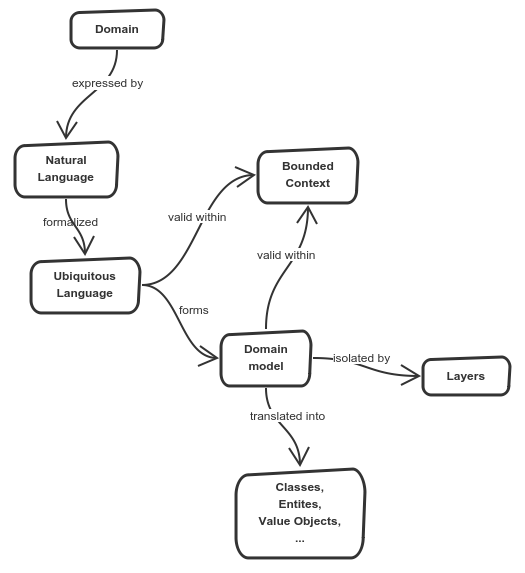 Domain
expressed by
Natural
Language
formalized
Ubiquitous
Language
valid within
Bounded
Context
valid within
forms
Domain
model
isolated by
Layers
translated into
Classes,
Entites,
Value Objects,
...